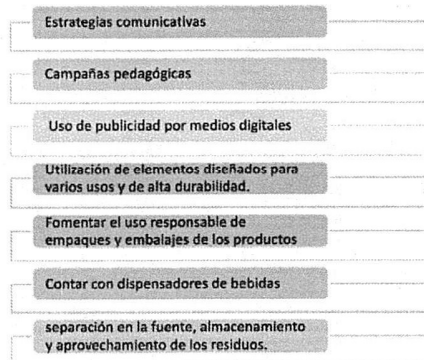 Estrategias comunicativas
Campañas pedagógicas
Uso de publicidad por medios digitales
Utilización de elementos diseñados para
varios usos y de alta durabilidad.
Fomentar el uso responsable de
empaques y embalajes de los productos
Contar con dispensadores de bebidas
separación en la fuente, almacenamiento
y aprovechamiento de los residuos.